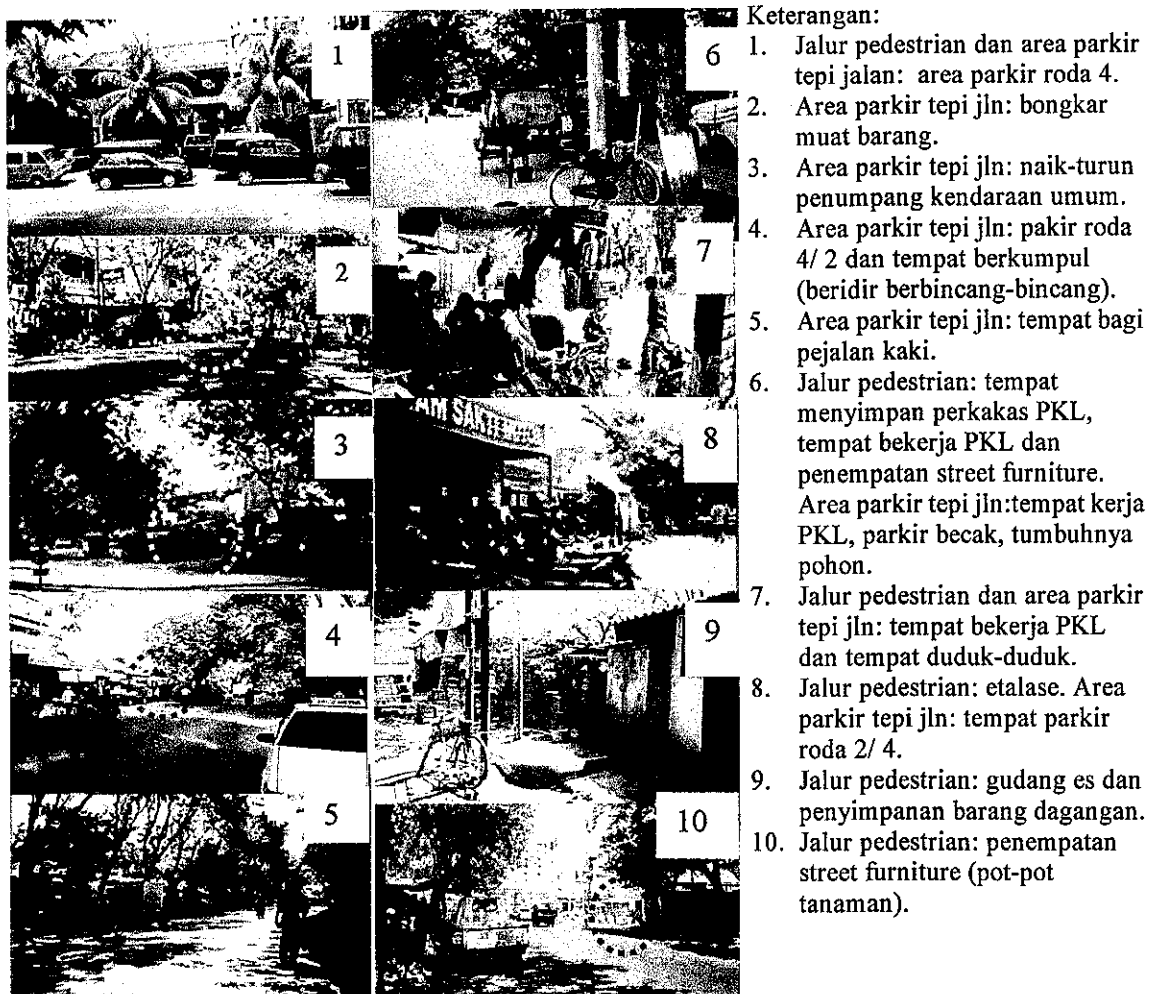 1
2
3
4
5
6
7
8
9
10
Keterangan:
1. Jalur pedestrian dan area parkir
tepi jalan: area parkir roda 4.
2. Area parkir tepi jln: bongkar
muat barang.
3. Area parkir tepi jln: naik-turun
penumpang kendaraan umum.
4. Area parkir tepi jln: pakir roda
4/ 2 dan tempat berkumpul
(beridir berbincang-bincang).
5. Area parkir tepi jln: tempat bagi
pejalan kaki.
6. Jalur pedestrian: tempat
menyimpan perkakas PKL,
tempat bekerja PKL dan
penempatan street furniture.
Area parkir tepi jln:tempat kerja
PKL, parkir becak, tumbuhnya
pohon.
7. Jalur pedestrian dan area parkir
tepi jln: tempat bekerja PKL
dan tempat duduk-duduk.
8. Jalur pedestrian: etalase. Area
parkir tepi jln: tempat parkir
roda 2/ 4.
9. Jalur pedestrian: gudang es dan
penyimpanan barang dagangan.
10. Jalur pedestrian: penempatan
street furniture (pot-pot
tanaman).